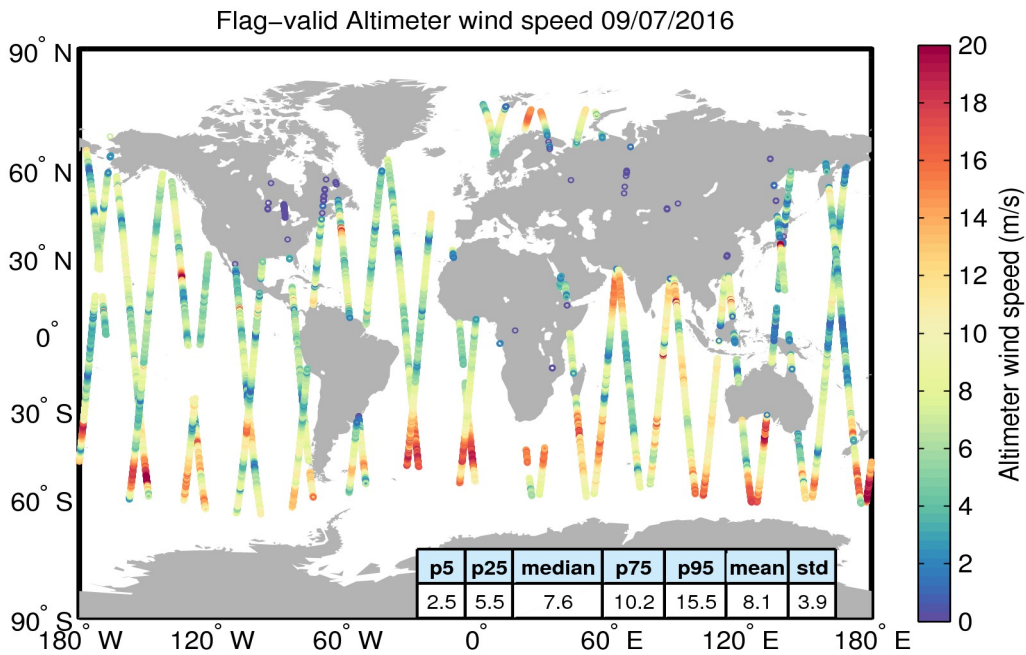 Flag−valid Altimeter wind speed 09/07/2016
90° N
60° N
30° N
0°
30° S
60° S
90° S
180° W
120° W
60° W
0°
60° E
120° E
180° E
p5 p25 median p75 p95 mean std
2.5 5.5 7.6 10.2 15.5 8.1 3.9
20
18
16
14
12
10
8
6
4
2
0
Altimeter wind speed (m/s)